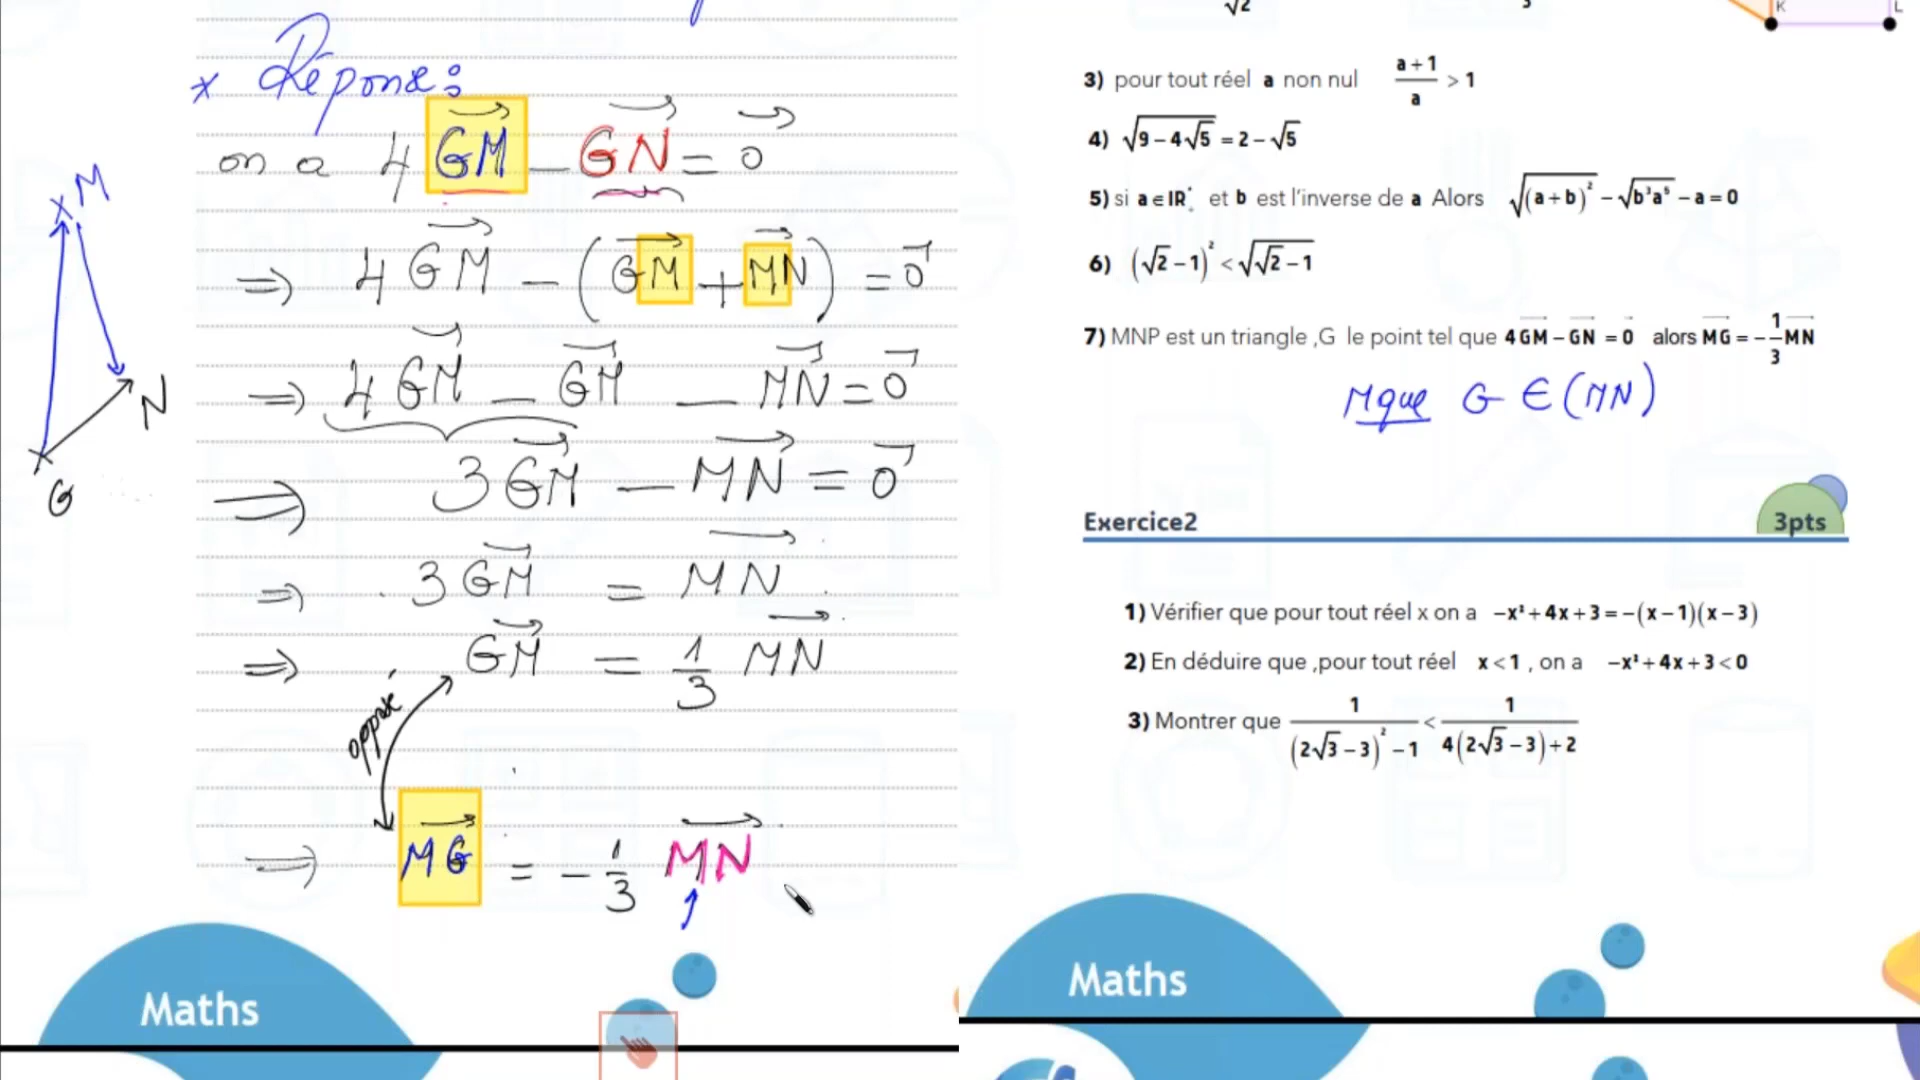 * Réponse:
on a 4 GM - GN = 0
⇒ 4 GM - (GM + MN) = 0
⇒ 4 GM - GM - MN = 0
⇒ 3 GM - MN = 0
⇒ 3 GM = MN
⇒ GM = 1/3 MN
opposé
⇒ MG = - 1/3 MN
M
N
G
Maths
√2
3
K
L
3) pour tout réel a non nul (a+1)/a > 1
4) √(9-4√5) = 2-√5
5) si a ∈ IR*₊ et b est l'inverse de a Alors √((a+b)²) - √(b³a⁵) - a = 0
6) (√2-1)² < √(√2-1)
7) MNP est un triangle ,G le point tel que 4GM - GN = 0 alors MG = -1/3 MN
Mque G ∈ (MN)
Exercice2
3pts
1) Vérifier que pour tout réel x on a -x²+4x+3=-(x-1)(x-3)
2) En déduire que ,pour tout réel x<1 , on a -x²+4x+3<0
3) Montrer que 1/((2√3-3)²-1) < 1/(4(2√3-3)+2)
Maths